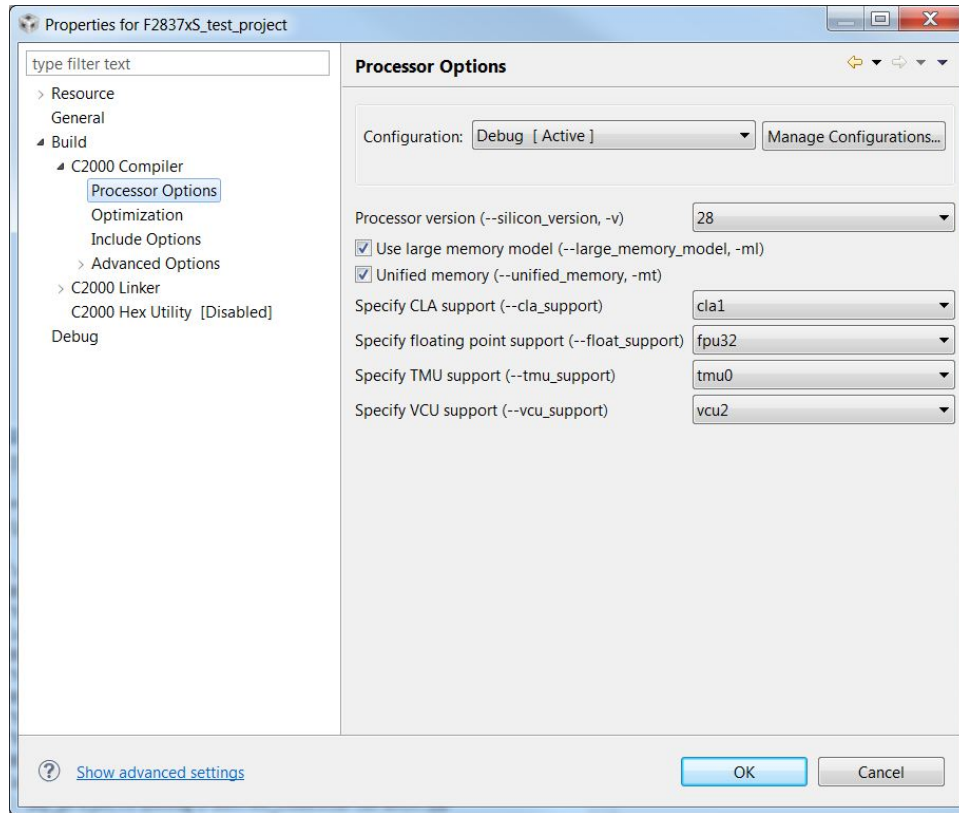 Properties for F2837xS_test_project
type filter text
Resource
General
Build
C2000 Compiler
Processor Options
Optimization
Include Options
Advanced Options
C2000 Linker
C2000 Hex Utility [Disabled]
Debug
Processor Options
Configuration: Debug [ Active ] Manage Configurations...
Processor version (--silicon_version, -v) 28
Use large memory model (--large_memory_model, -ml)
Unified memory (--unified_memory, -mt)
Specify CLA support (--cla_support) cla1
Specify floating point support (--float_support) fpu32
Specify TMU support (--tmu_support) tmu0
Specify VCU support (--vcu_support) vcu2
? Show advanced settings OK Cancel